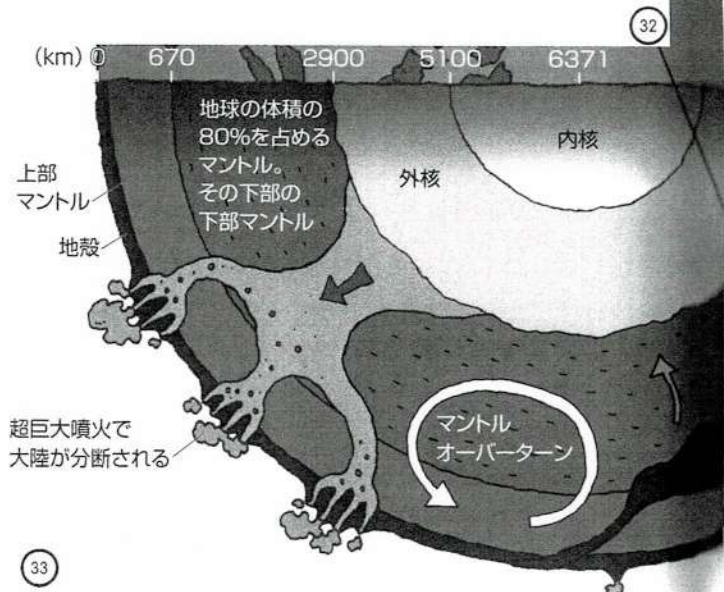 32
(km) 0 670 2900 5100 6371
地球の体積の
80%を占める
マントル。
その下部の
下部マントル
内核
外核
上部
マントル
地殻
マントル
オーバーターン
超巨大噴火で
大陸が分断される
33